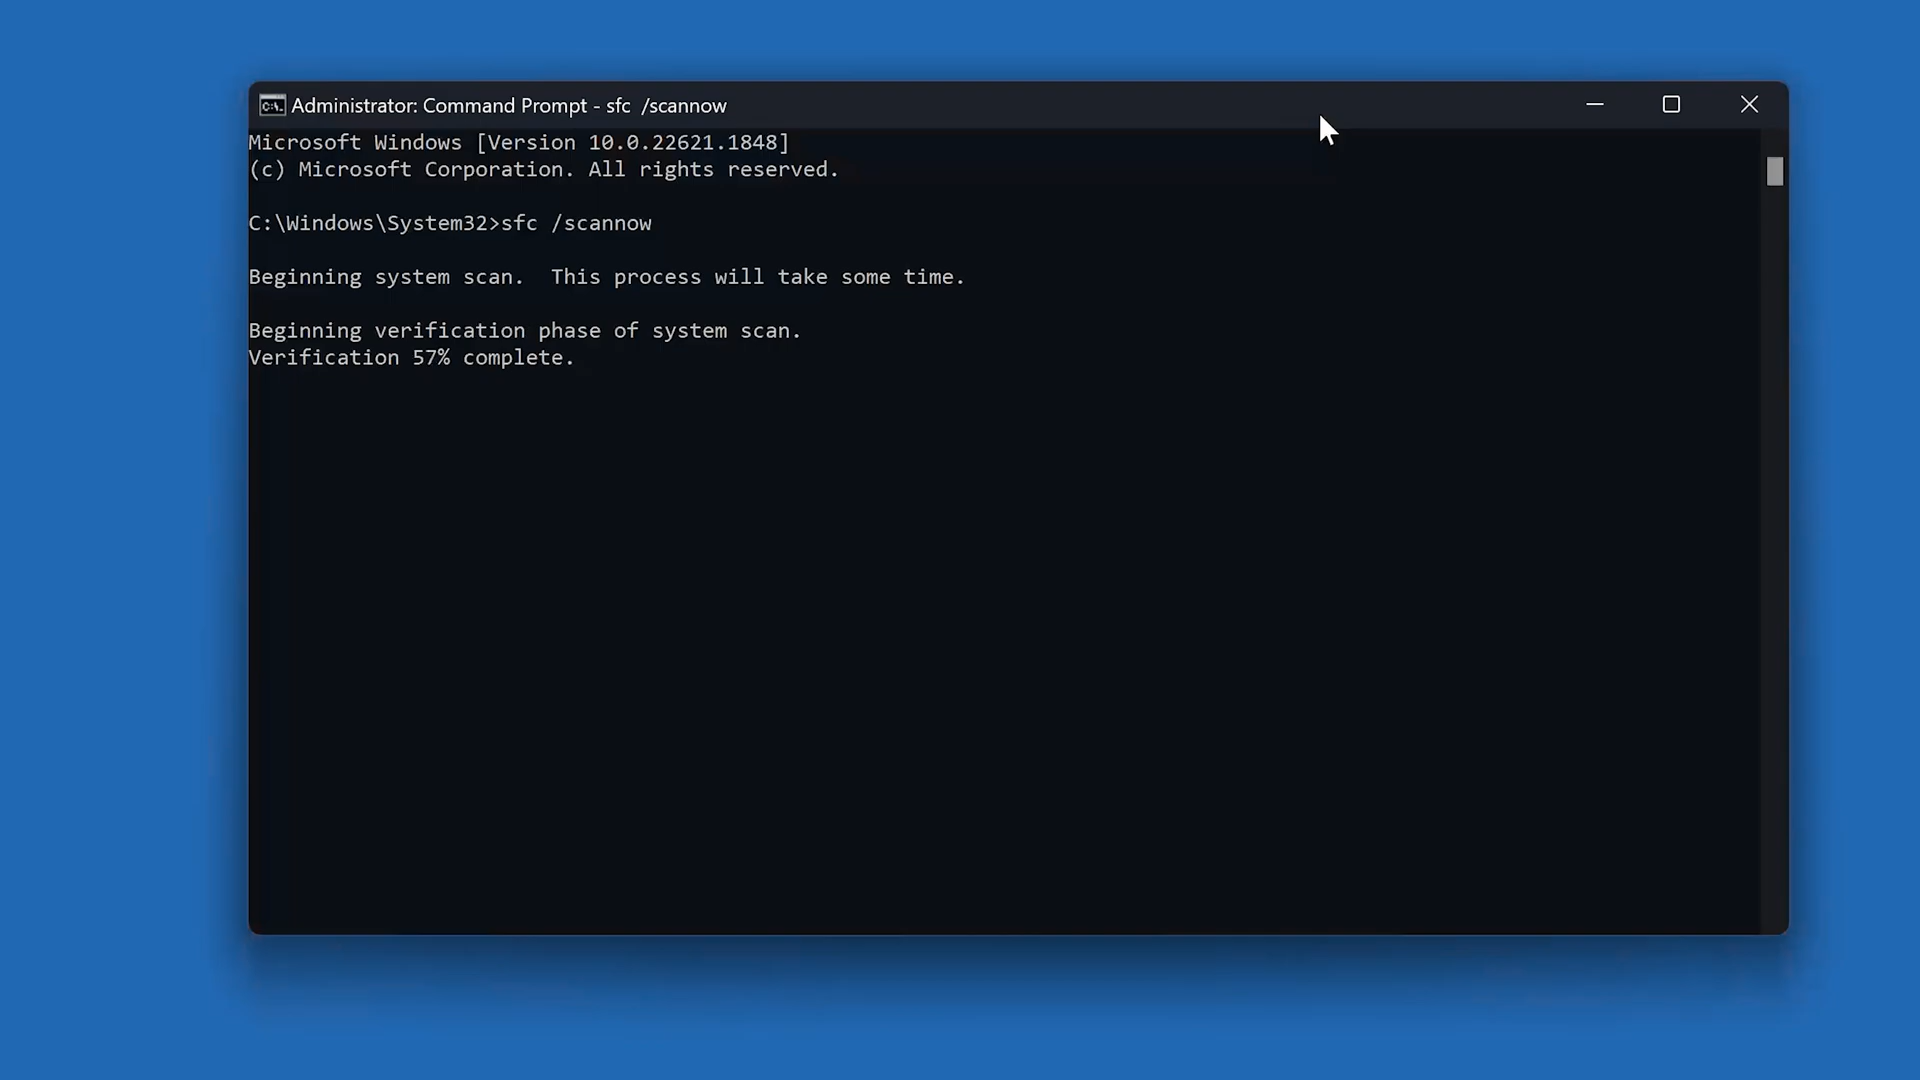 Administrator: Command Prompt - sfc  /scannow
Microsoft Windows [Version 10.0.22621.1848]
(c) Microsoft Corporation. All rights reserved.
C:\Windows\System32>sfc /scannow
Beginning system scan.  This process will take some time.
Beginning verification phase of system scan.
Verification 57% complete.